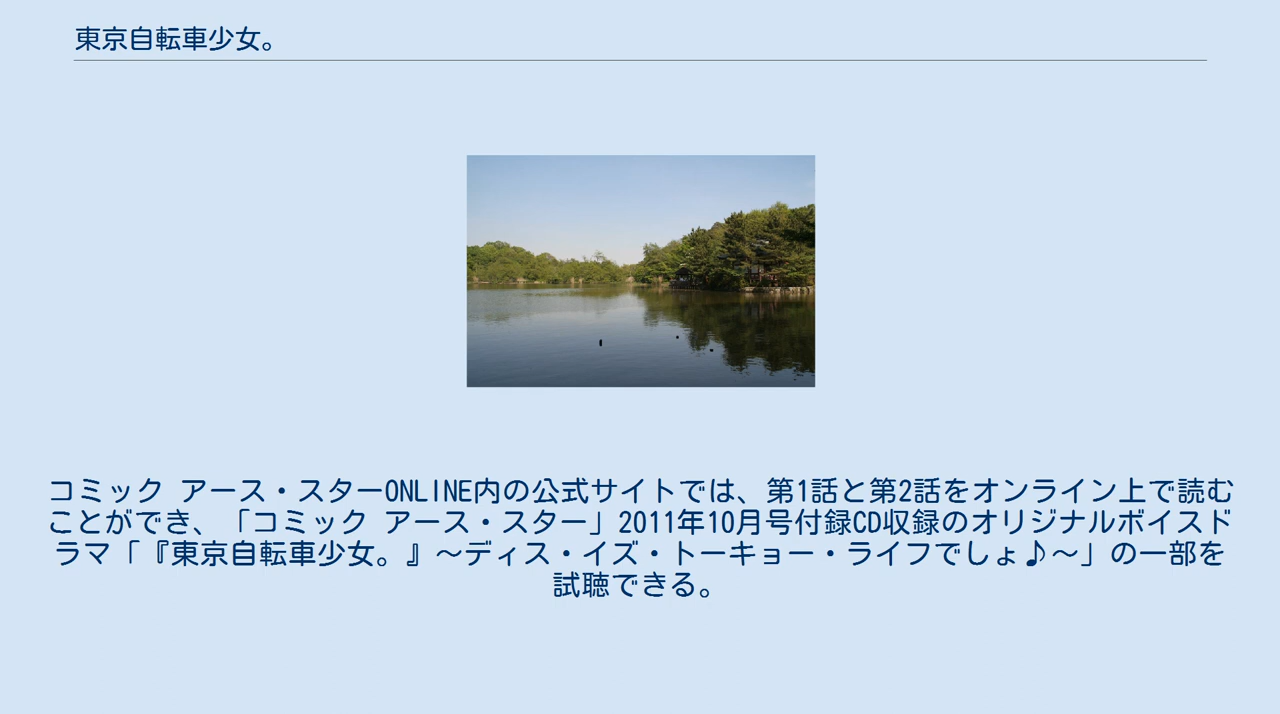 東京自転車少女。
コミック アース・スターONLINE内の公式サイトでは、第1話と第2話をオンライン上で読む
ことができ、「コミック アース・スター」2011年10月号付録CD収録のオリジナルボイスド
ラマ「『東京自転車少女。』～ディス・イズ・トーキョー・ライフでしょ♪～」の一部を
試聴できる。